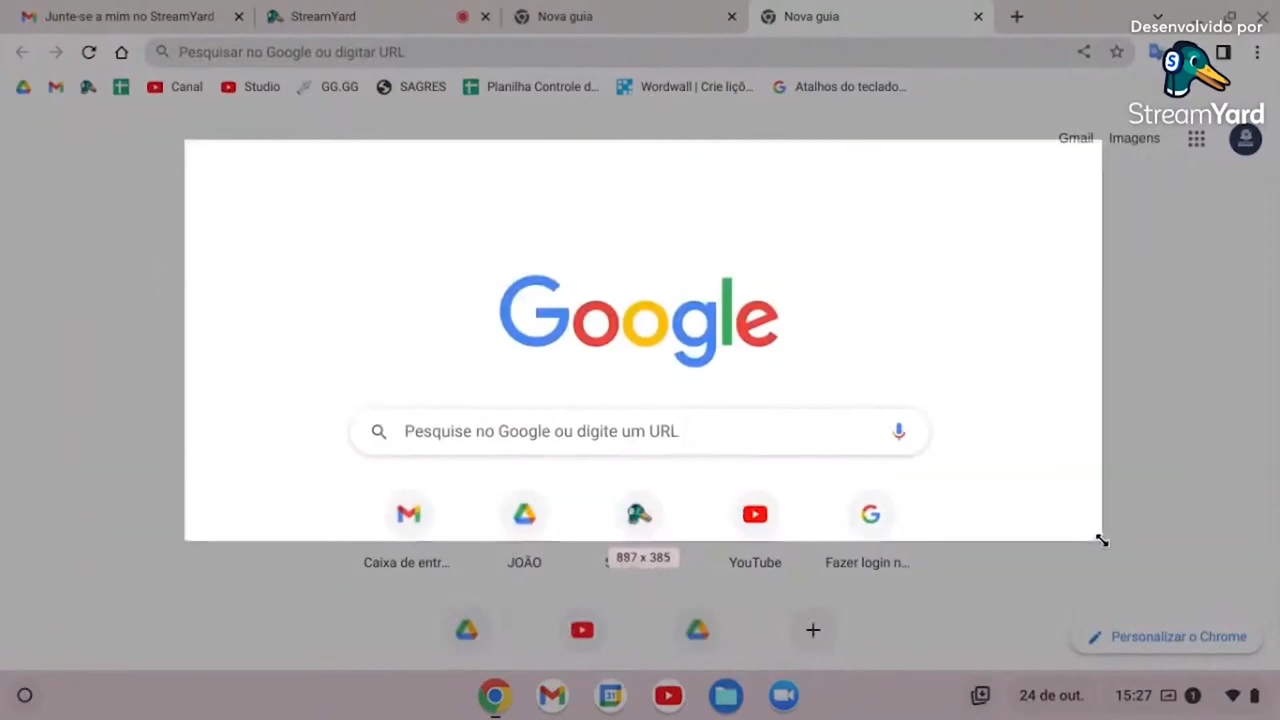 Junte-se a mim no StreamYard
StreamYard
Nova guia
Nova guia
Desenvolvido por
StreamYard
Pesquisar no Google ou digitar URL
Canal
Studio
GG.GG
SAGRES
Planilha Controle d...
Wordwall | Crie liçõ...
Atalhos do teclado...
Gmail
Imagens
Google
Pesquise no Google ou digite um URL
Caixa de entr...
JOÃO
887 x 385
YouTube
Fazer login n...
Personalizar o Chrome
24 de out.
15:27
1